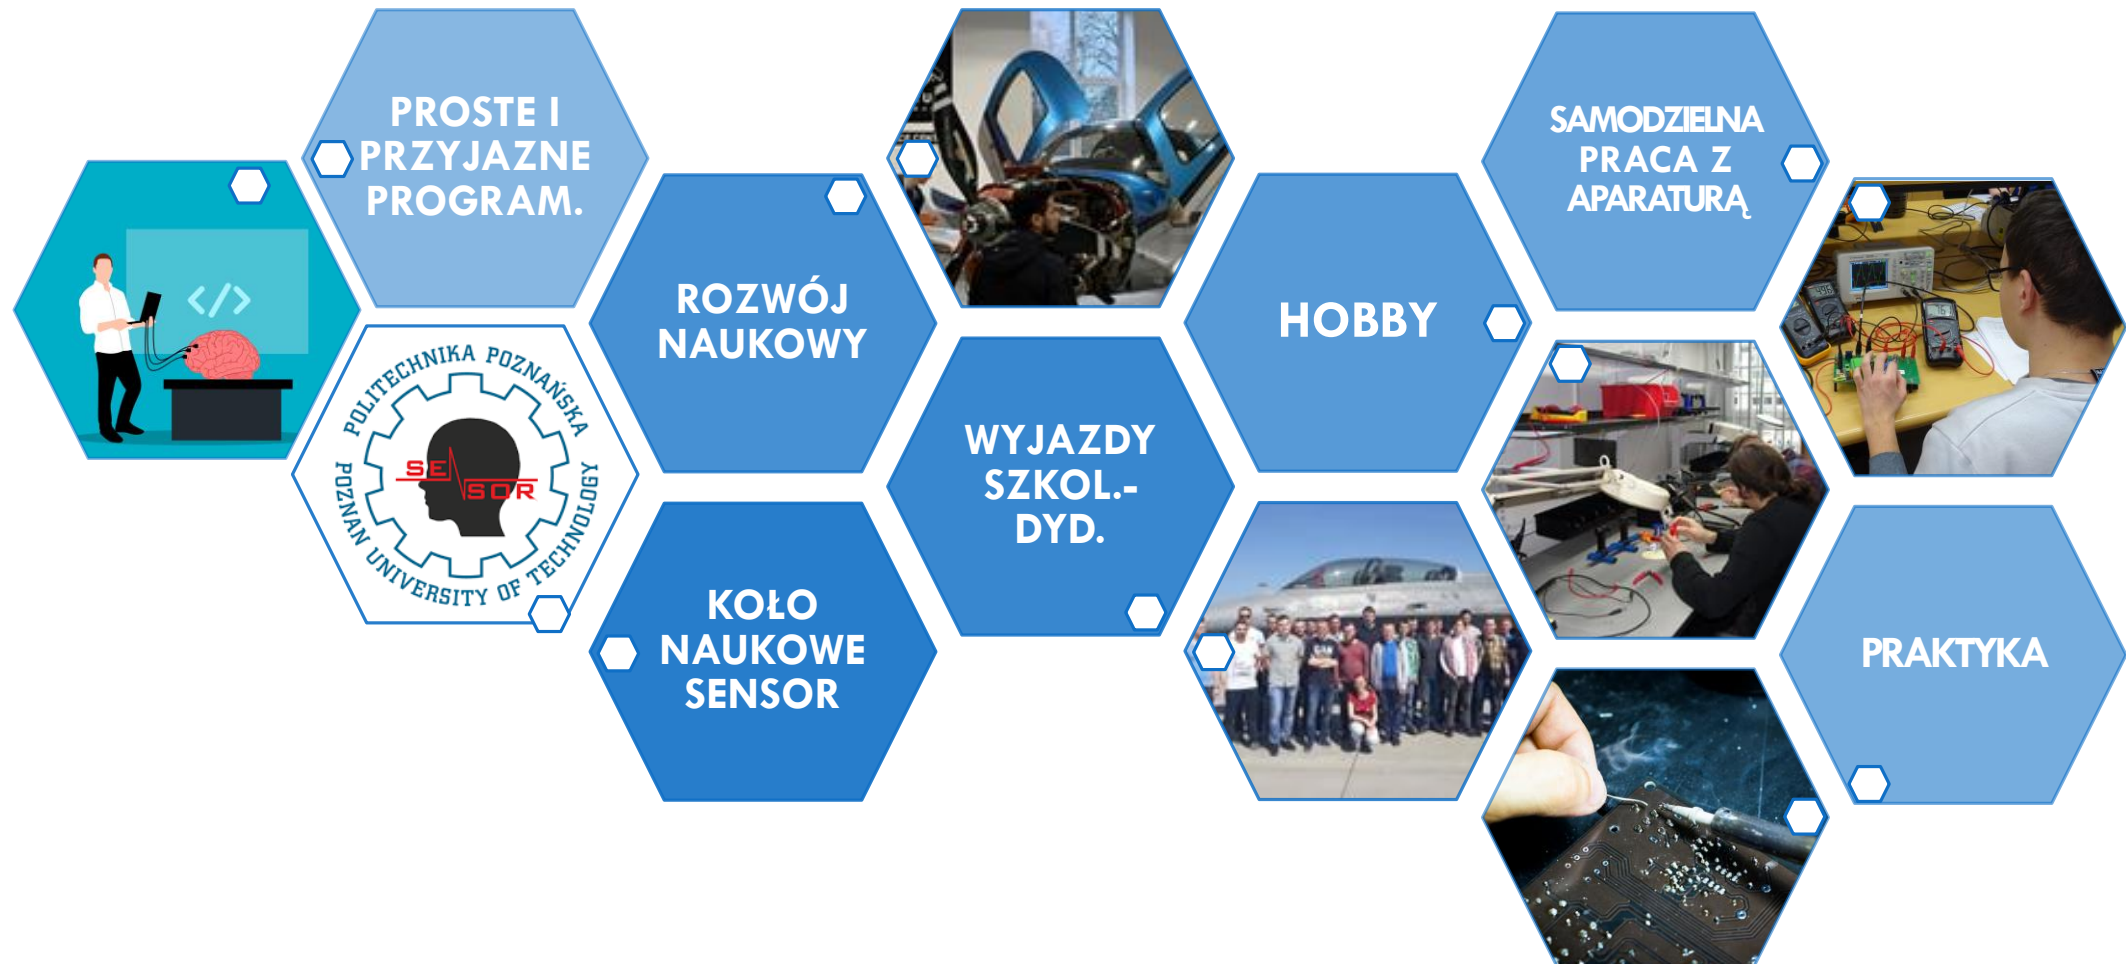 PROSTE I
PRZYJAZNE
PROGRAM.
</>
POLITECHNIKA POZNAŃSKA
SE
SOR
POZNAN UNIVERSITY OF TECHNOLOGY
ROZWÓJ
NAUKOWY
KOŁO
NAUKOWE
SENSOR
WYJAZDY
SZKOL.-
DYD.
HOBBY
SAMODZIELNA
PRACA Z
APARATURĄ
PRAKTYKA